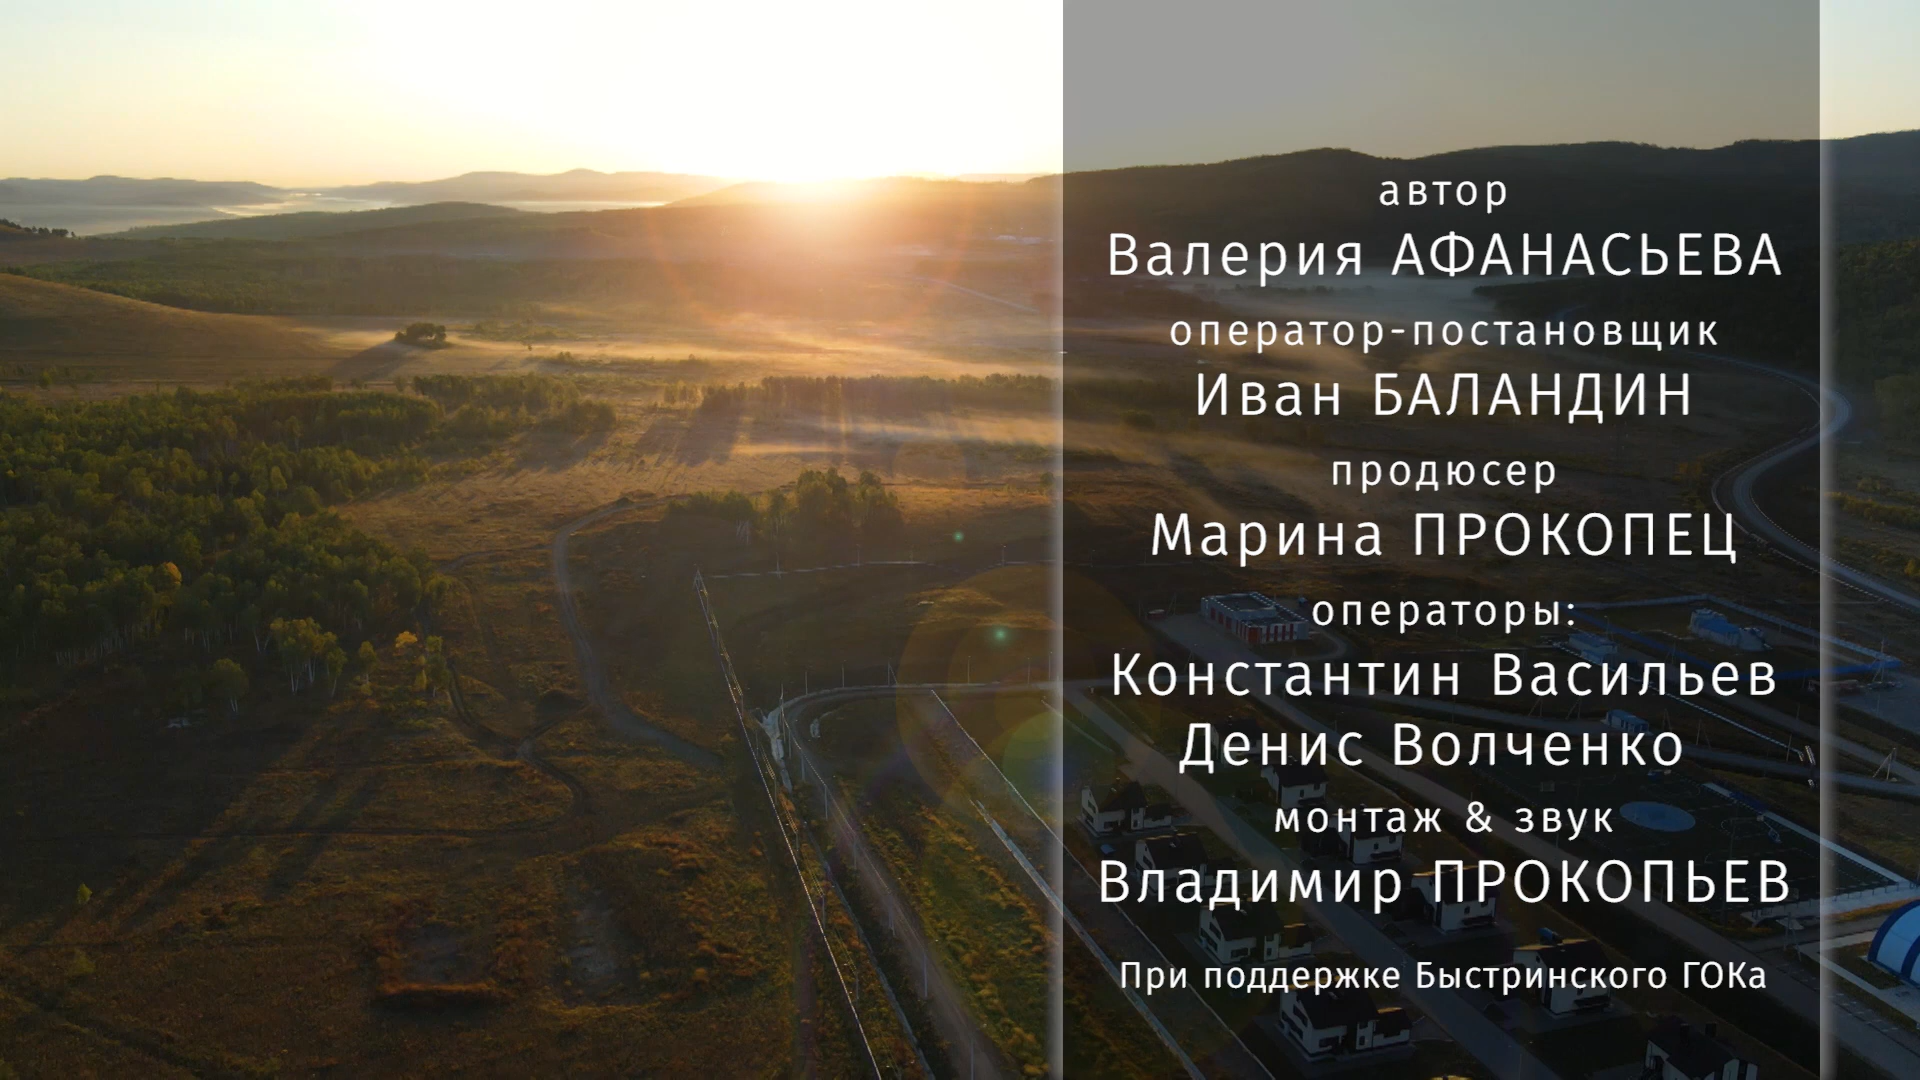 автор
Валерия АФАНАСЬЕВА
оператор-постановщик
Иван БАЛАНДИН
продюсер
Марина ПРОКОПЕЦ
операторы:
Константин Васильев
Денис Волченко
монтаж & звук
Владимир ПРОКОПЬЕВ
При поддержке Быстринского ГОКа